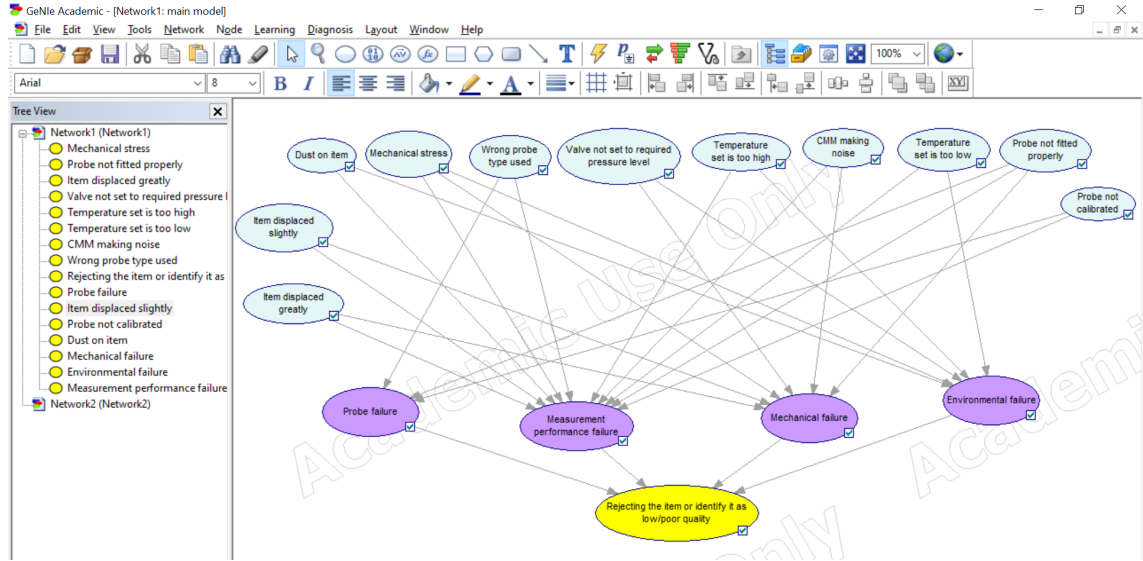 GeNIe Academic - [Network1: main model]
File Edit View Tools Network Node Learning Diagnosis Layout Window Help
100%
Arial 8 B I A
Tree View
Network1 (Network1)
Mechanical stress
Probe not fitted properly
Item displaced greatly
Valve not set to required pressure l
Temperature set is too high
Temperature set is too low
CMM making noise
Wrong probe type used
Rejecting the item or identify it as
Probe failure
Item displaced slightly
Probe not calibrated
Dust on item
Mechanical failure
Environmental failure
Measurement performance failure
Network2 (Network2)
Dust on item
Mechanical stress
Wrong probe
type used
Valve not set to required
pressure level
Temperature
set is too high
CMM making
noise
Temperature
set is too low
Probe not fitted
properly
Probe not
calibrated
Item displaced
slightly
Item displaced
greatly
Probe failure
Measurement
performance failure
Mechanical failure
Environmental failure
Rejecting the item or identify it as
low/poor quality
Academic Use Only
Academi
Only